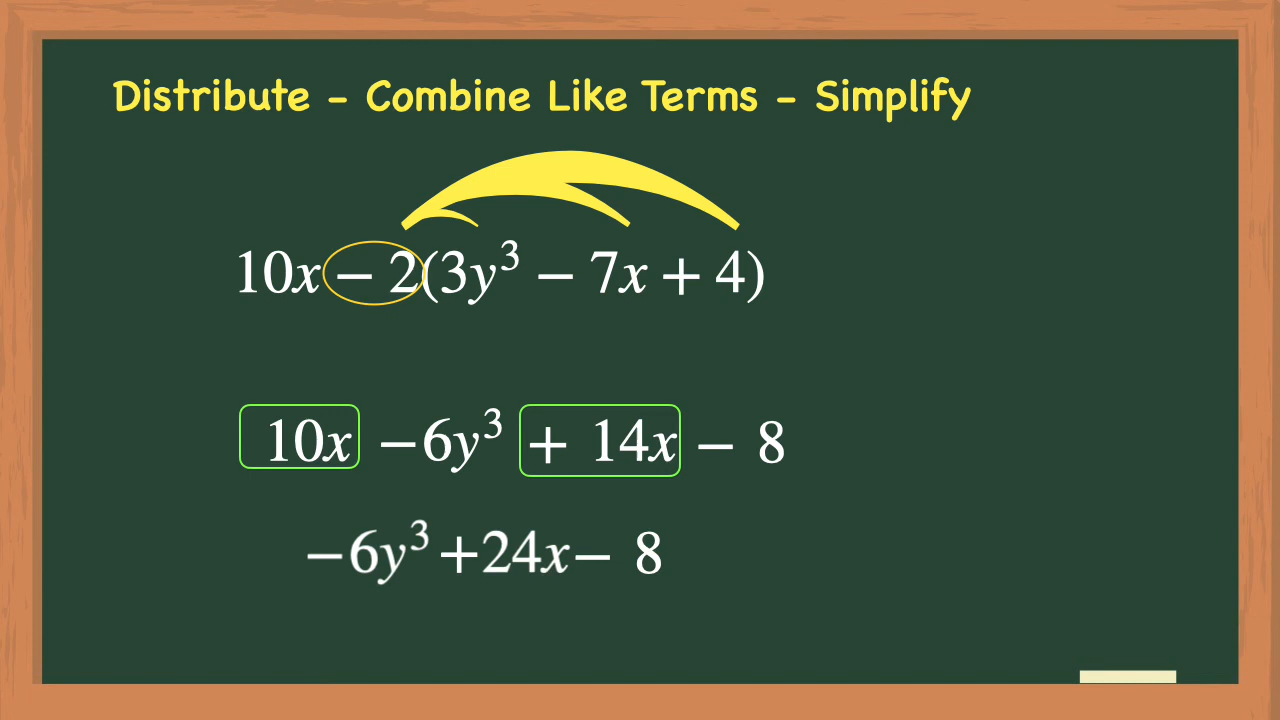 Distribute – Combine Like Terms – Simplify
10x − 2(3y³ − 7x + 4)
10x −6y³ + 14x − 8
−6y³ +24x− 8